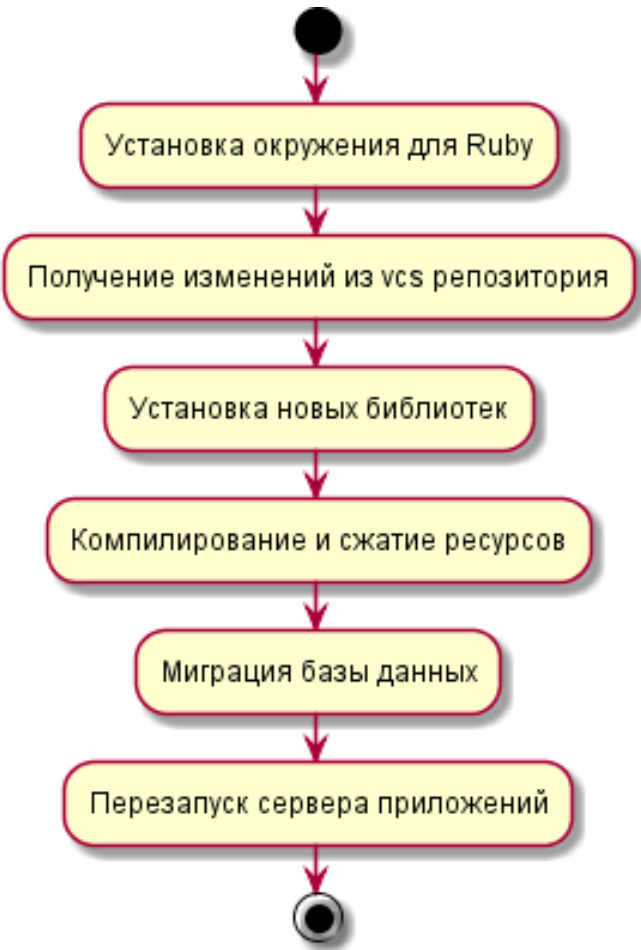 Установка окружения для Ruby
Получение изменений из vcs репозитория
Установка новых библиотек
Компилирование и сжатие ресурсов
Миграция базы данных
Перезапуск сервера приложений